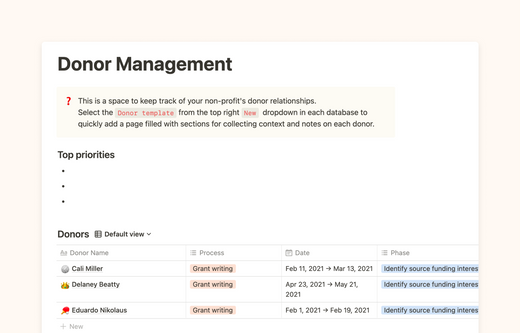 Donor Management
This is a space to keep track of your non-profit's donor relationships.
Select the Donor template from the top right New dropdown in each database to
quickly add a page filled with sections for collecting context and notes on each donor.
Top priorities
Donors Default view
Donor Name Process Date Phase
Cali Miller Grant writing Feb 11, 2021 → Mar 13, 2021 Identify source funding interes
Delaney Beatty Grant writing Apr 23, 2021 → May 21,
2021 Identify source funding interes
Eduardo Nikolaus Grant writing Feb 1, 2021 → Feb 19, 2021 Identify source funding interes
+ New